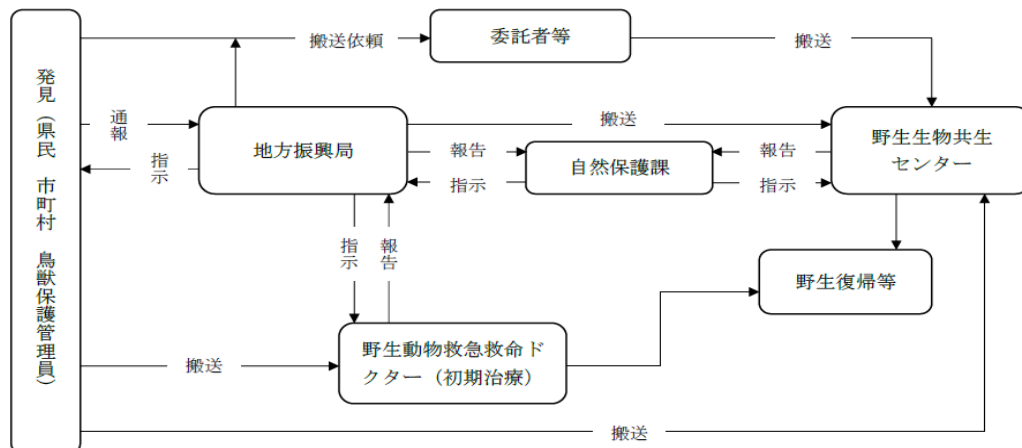 発見（県民　市町村　鳥獣保護管理員）
搬送依頼
委託者等
搬送
通報
指示
地方振興局
搬送
報告
指示
自然保護課
報告
指示
野生生物共生
センター
指示
報告
野生復帰等
搬送
野生動物救急救命ド
クター（初期治療）
搬送